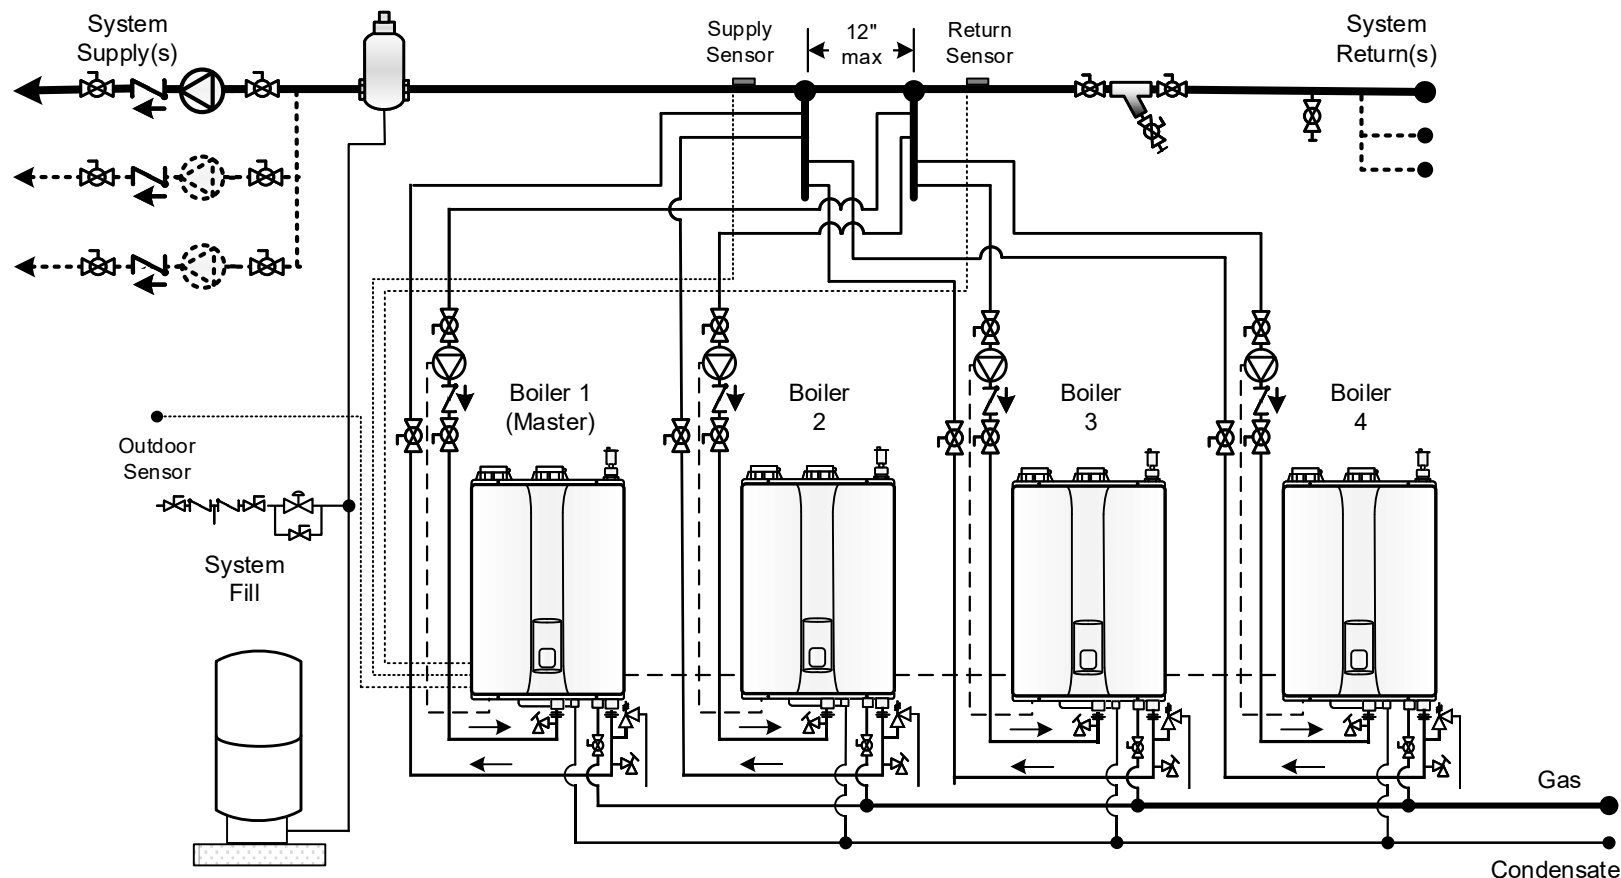 System
Supply(s)
Supply
Sensor
12"
max
Return
Sensor
System
Return(s)
Boiler 1
(Master)
Boiler
2
Boiler
3
Boiler
4
Outdoor
Sensor
System
Fill
Gas
Condensate